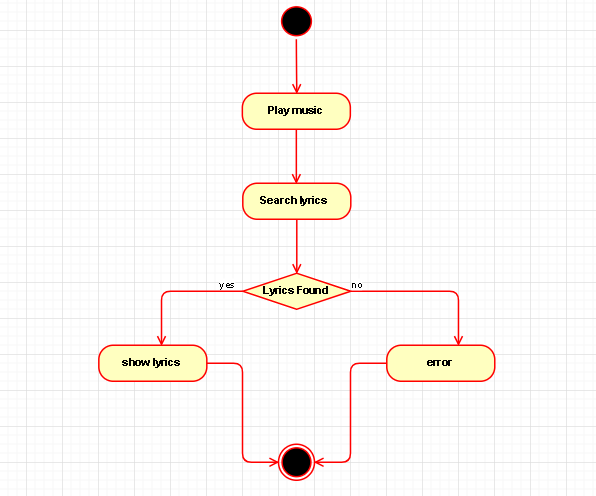 Play music
Search lyrics
yes
Lyrics Found
no
show lyrics
error